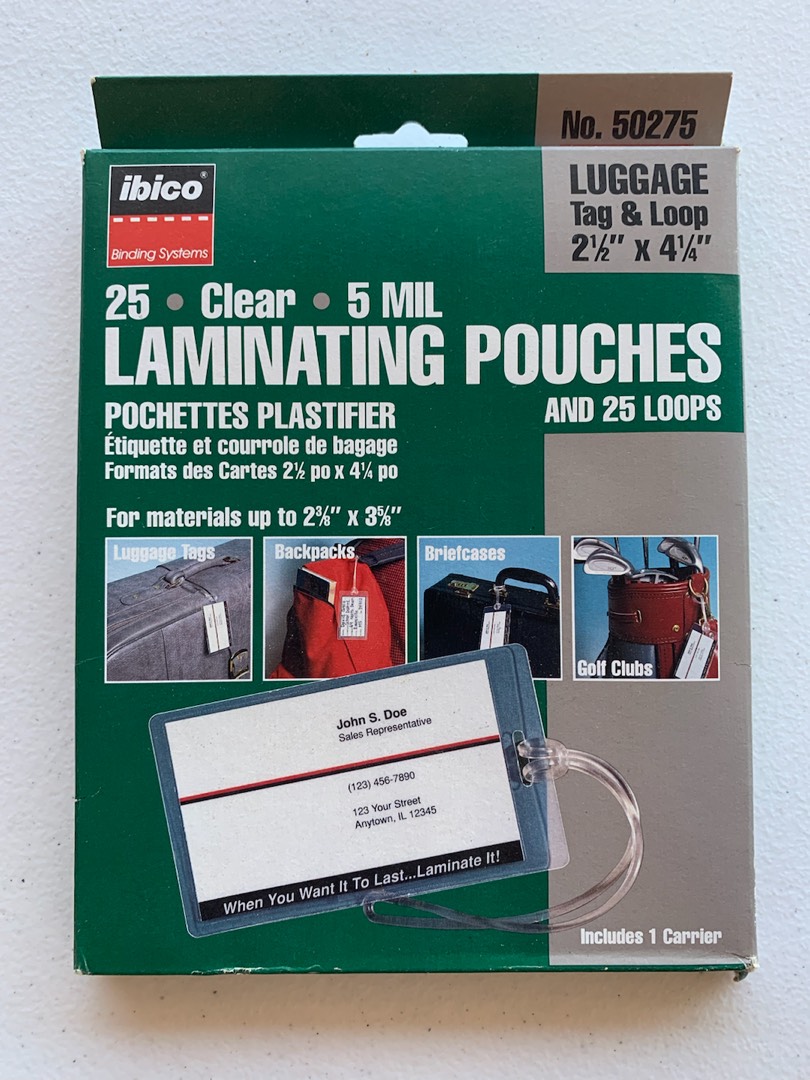 No. 50275
ibico®
Binding Systems
LUGGAGE
Tag & Loop
2½" x 4¼"
25 • Clear • 5 MIL
LAMINATING POUCHES
POCHETTES PLASTIFIER
AND 25 LOOPS
Étiquette et courrole de bagage
Formats des Cartes 2½ po x 4¼ po
For materials up to 2⅜" x 3⅝"
Luggage Tags
Backpacks
Briefcases
Golf Clubs
John S. Doe
Sales Representative
(123) 456-7890
123 Your Street
Anytown, IL 12345
When You Want It To Last...Laminate It!
Includes 1 Carrier